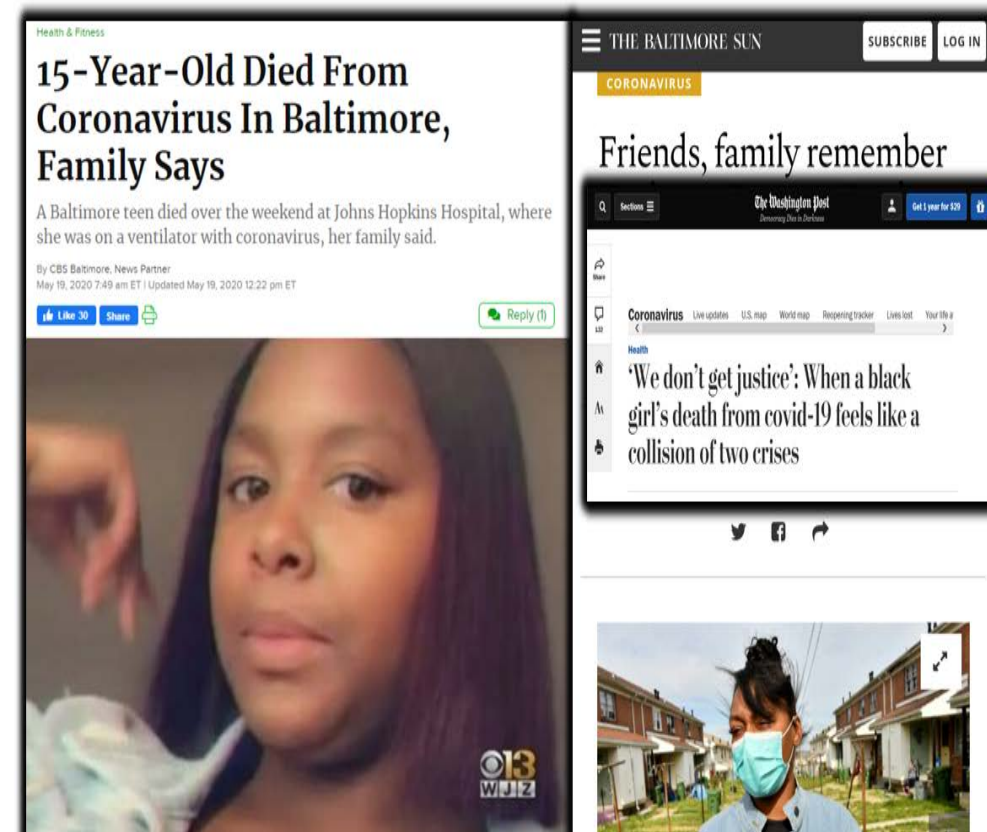 Health & Fitness
15-Year-Old Died From
Coronavirus In Baltimore,
Family Says
A Baltimore teen died over the weekend at Johns Hopkins Hospital, where
she was on a ventilator with coronavirus, her family said.
By CBS Baltimore, News Partner
May 19, 2020 7:49 am ET | Updated May 19, 2020 12:22 pm ET
Like 30 Share
Reply (1)
13
WJZ
THE BALTIMORE SUN
SUBSCRIBE
LOG IN
CORONAVIRUS
Friends, family remember
Sections
The Washington Post
Democracy Dies in Darkness
Get 1 year for $29
Share
Coronavirus Live updates U.S. map World map Reopening tracker Lives lost Your life a
Health
‘We don’t get justice’: When a black
girl’s death from covid-19 feels like a
collision of two crises